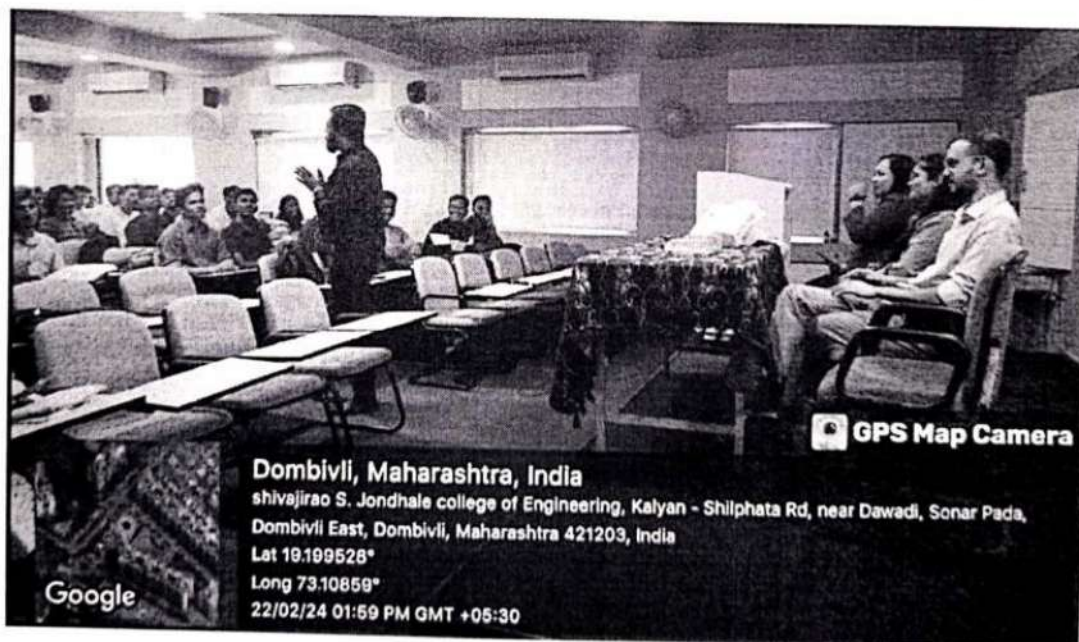 GPS Map Camera
Dombivli, Maharashtra, India
shivajirao S. Jondhale college of Engineering, Kalyan - Shilphata Rd, near Dawadi, Sonar Pada,
Dombivli East, Dombivli, Maharashtra 421203, India
Lat 19.199528°
Long 73.10859°
22/02/24 01:59 PM GMT +05:30
Google